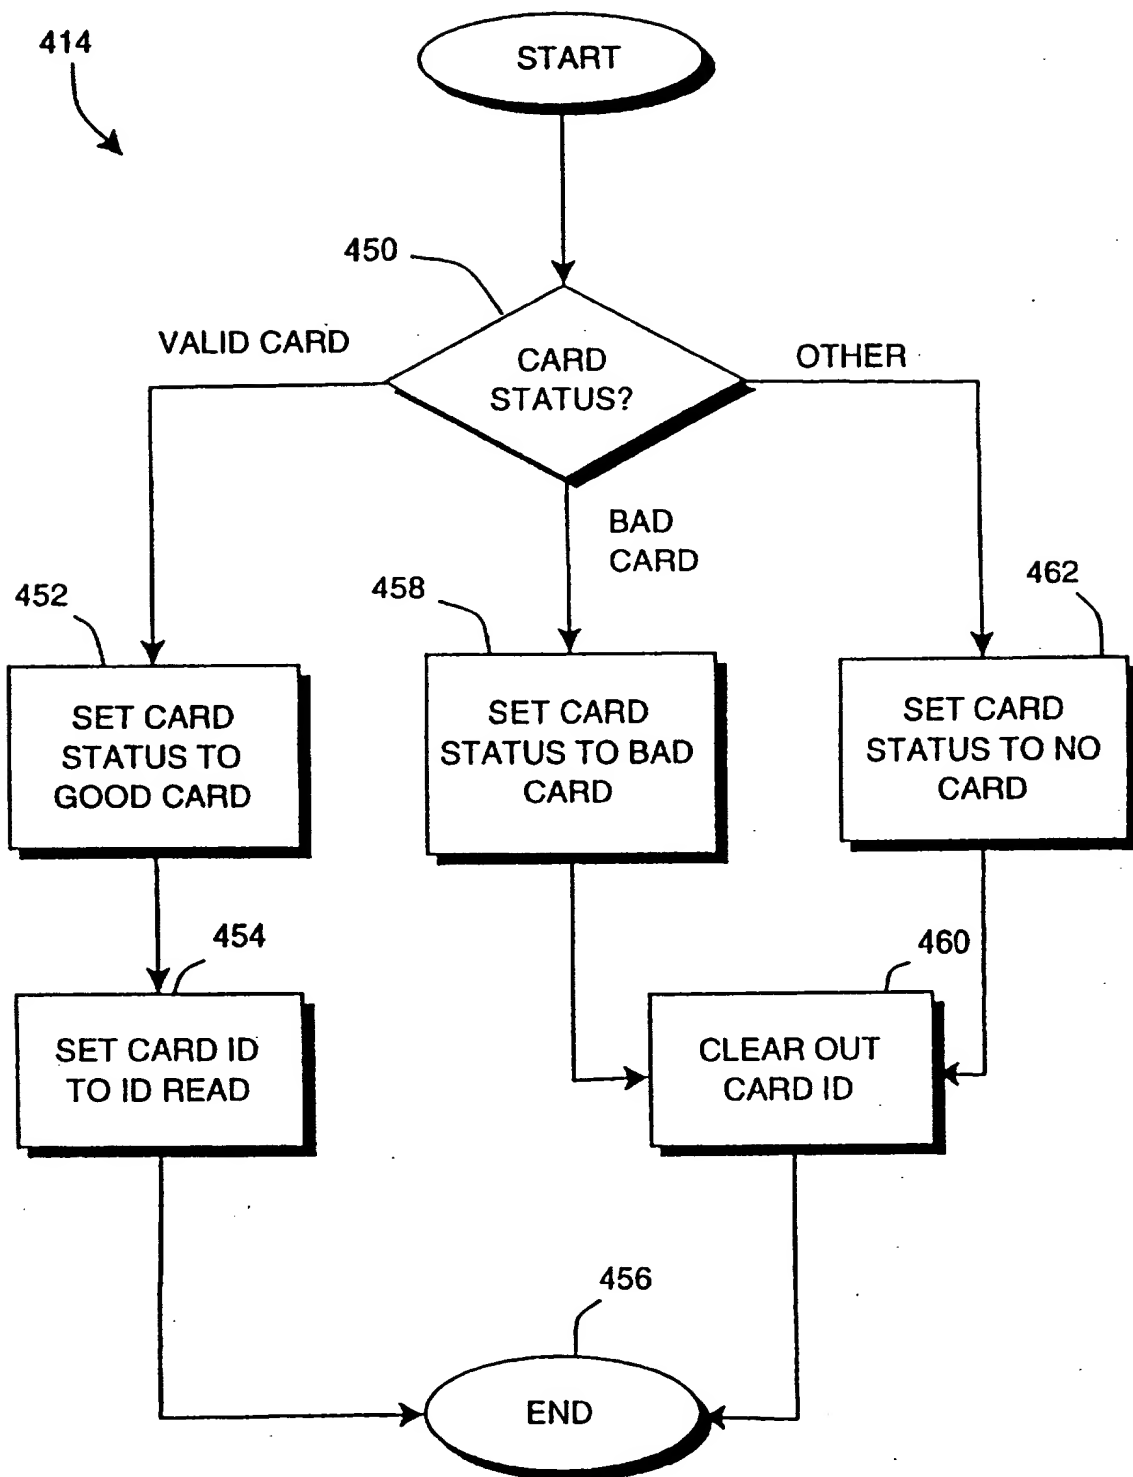 414
START
450
VALID CARD
CARD
STATUS?
OTHER
BAD
CARD
452
458
462
SET CARD
STATUS TO
GOOD CARD
SET CARD
STATUS TO BAD
CARD
SET CARD
STATUS TO NO
CARD
454
460
SET CARD ID
TO ID READ
CLEAR OUT
CARD ID
456
END